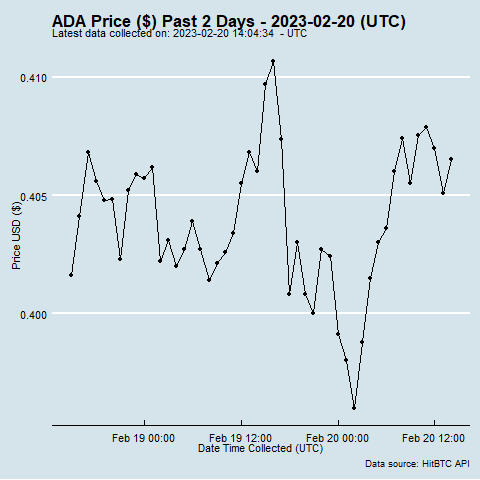 ADA Price ($) Past 2 Days - 2023-02-20 (UTC)
Latest data collected on: 2023-02-20 14:04:34 - UTC
0.410
0.405
0.400
Price USD ($)
Feb 19 00:00 Feb 19 12:00 Feb 20 00:00 Feb 20 12:00
Date Time Collected (UTC)
Data source: HitBTC API